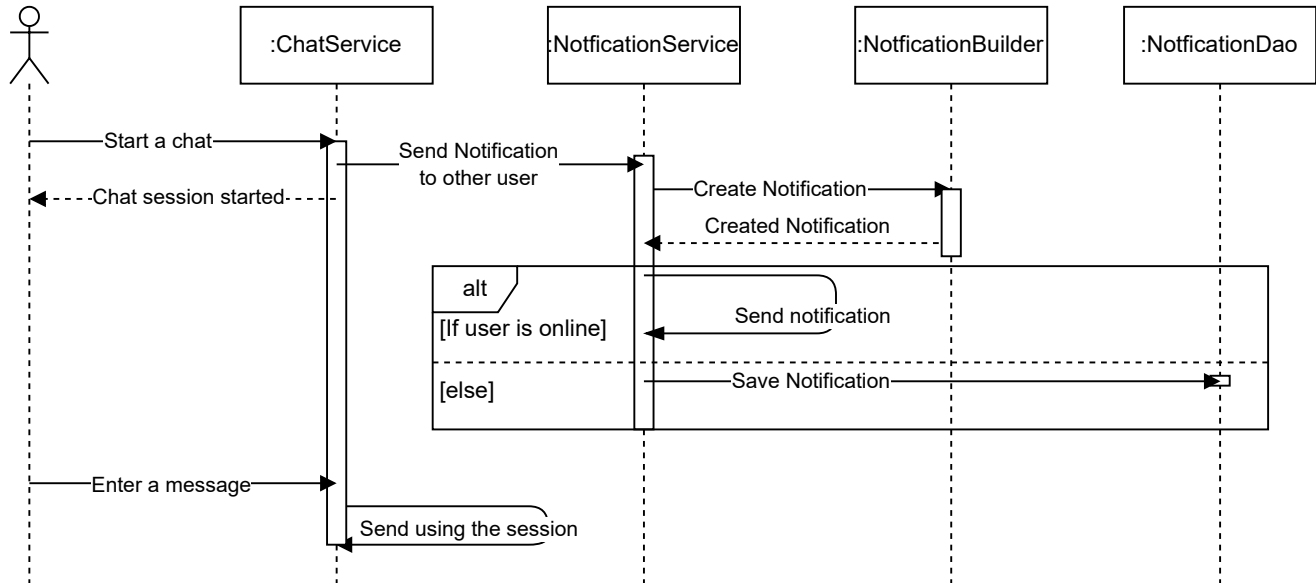 :ChatService
:NotficationService
:NotficationBuilder
:NotficationDao
Start a chat
Send Notification
to other user
Chat session started
Create Notification
Created Notification
alt
[If user is online]
Send notification
[else]
Save Notification
Enter a message
Send using the session